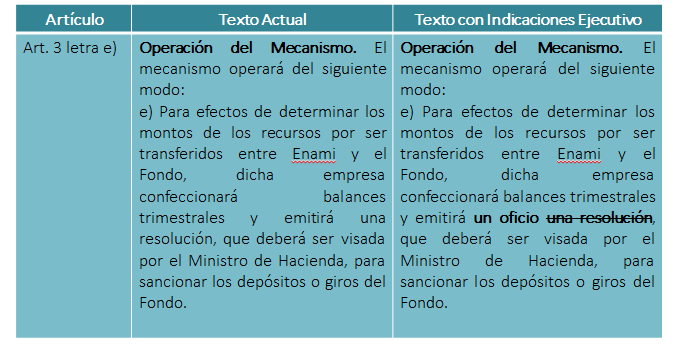 Artículo
Texto Actual
Texto con Indicaciones Ejecutivo
Art. 3 letra e)
Operación del Mecanismo. El
mecanismo operará del siguiente
modo:
e) Para efectos de determinar los
montos de los recursos por ser
transferidos entre Enami y el
Fondo, dicha empresa
confeccionará balances
trimestrales y emitirá una
resolución, que deberá ser visada
por el Ministro de Hacienda, para
sancionar los depósitos o giros del
Fondo.
Operación del Mecanismo. El
mecanismo operará del siguiente
modo:
e) Para efectos de determinar los
montos de los recursos por ser
transferidos entre Enami y el
Fondo, dicha empresa
confeccionará balances trimestrales
y emitirá un oficio una resolución,
que deberá ser visada por el
Ministro de Hacienda, para
sancionar los depósitos o giros del
Fondo.